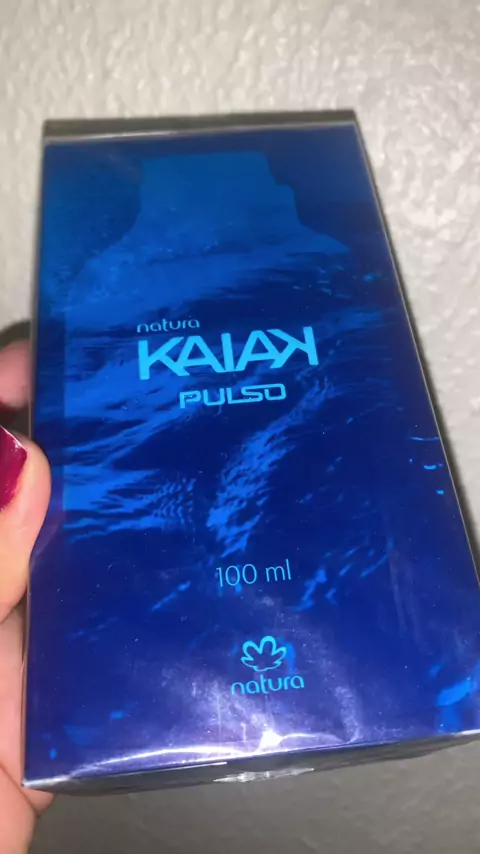 natura
KAIAK
PULSO
100 ml
natura